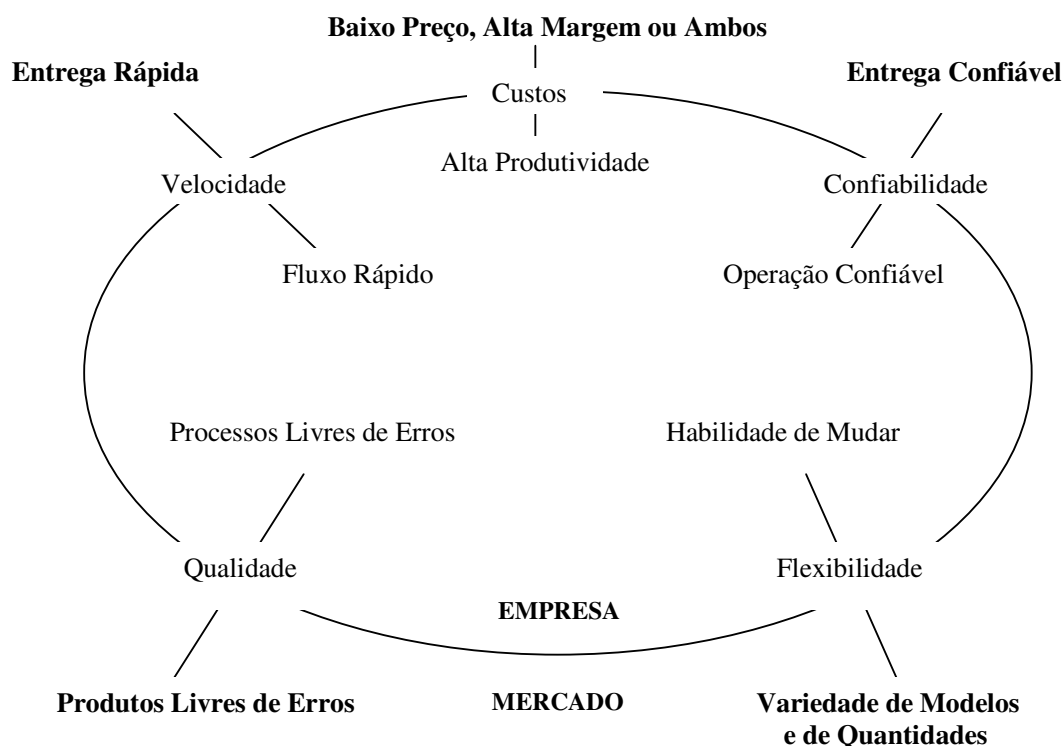 Baixo Preço, Alta Margem ou Ambos
Entrega Rápida
Entrega Confiável
Custos
Alta Produtividade
Velocidade
Confiabilidade
Fluxo Rápido
Operação Confiável
Processos Livres de Erros
Habilidade de Mudar
Qualidade
Flexibilidade
EMPRESA
Produtos Livres de Erros
MERCADO
Variedade de Modelos
e de Quantidades